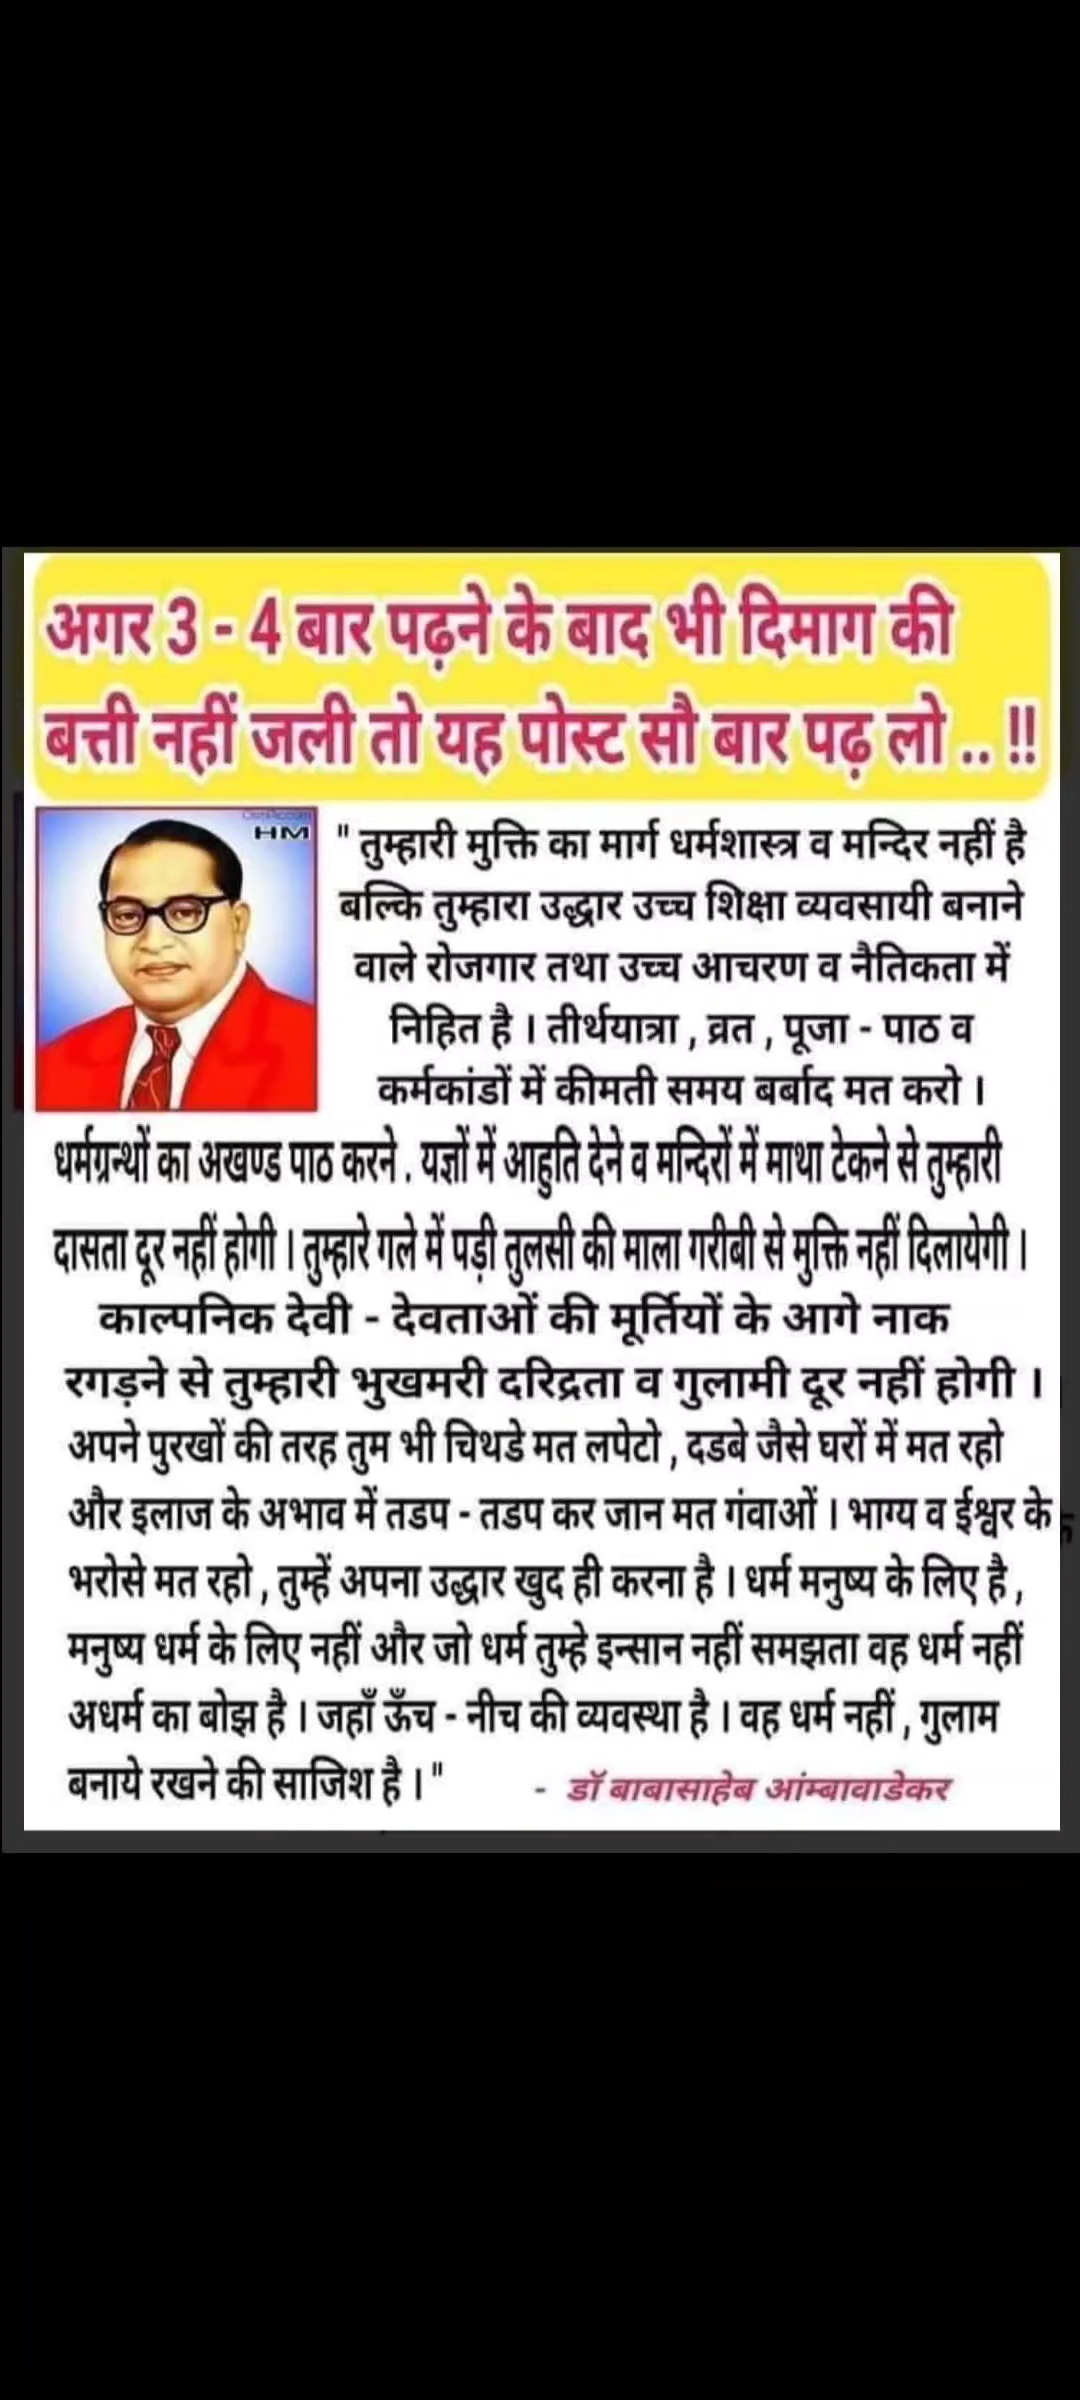 अगर 3 - 4 बार पढ़ने के बाद भी दिमाग की
बत्ती नहीं जली तो यह पोस्ट सौ बार पढ़ लो .. !!
HM
" तुम्हारी मुक्ति का मार्ग धर्मशास्त्र व मन्दिर नहीं है
बल्कि तुम्हारा उद्धार उच्च शिक्षा व्यवसायी बनाने
वाले रोजगार तथा उच्च आचरण व नैतिकता में
निहित है । तीर्थयात्रा , व्रत , पूजा - पाठ व
कर्मकांडों में कीमती समय बर्बाद मत करो ।
धर्मग्रन्थों का अखण्ड पाठ करने . यज्ञों में आहुति देने व मन्दिरों में माथा टेकने से तुम्हारी
दासता दूर नहीं होगी । तुम्हारे गले में पड़ी तुलसी की माला गरीबी से मुक्ति नहीं दिलायेगी ।
काल्पनिक देवी - देवताओं की मूर्तियों के आगे नाक
रगड़ने से तुम्हारी भुखमरी दरिद्रता व गुलामी दूर नहीं होगी ।
अपने पुरखों की तरह तुम भी चिथडे मत लपेटो , दडबे जैसे घरों में मत रहो
और इलाज के अभाव में तडप - तडप कर जान मत गंवाओं । भाग्य व ईश्वर के
भरोसे मत रहो , तुम्हें अपना उद्धार खुद ही करना है । धर्म मनुष्य के लिए है ,
मनुष्य धर्म के लिए नहीं और जो धर्म तुम्हे इन्सान नहीं समझता वह धर्म नहीं
अधर्म का बोझ है । जहाँ ऊँच - नीच की व्यवस्था है । वह धर्म नहीं , गुलाम
बनाये रखने की साजिश है । "
- डॉ बाबासाहेब आंम्बावाडेकर